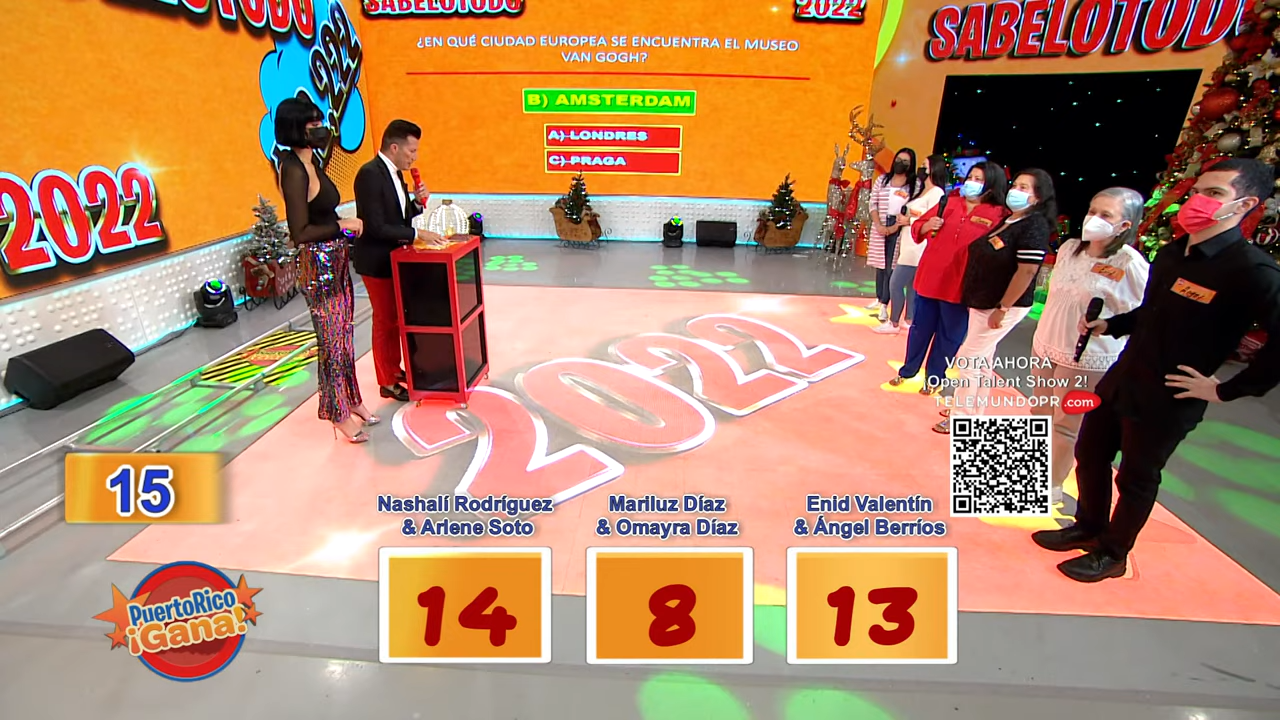 SABELOTODO
SABELOTODO
2022
SABELOTODO
2022
2022
¿EN QUÉ CIUDAD EUROPEA SE ENCUENTRA EL MUSEO
VAN GOGH?
B) AMSTERDAM
A) LONDRES
C) PRAGA
2022
VOTA AHORA
¡Open Talent Show 2!
TELEMUNDOPR.com
15
Nashalí Rodríguez
& Arlene Soto
Mariluz Díaz
& Omayra Díaz
Enid Valentín
& Ángel Berríos
14
8
13
PuertoRico
¡Gana!